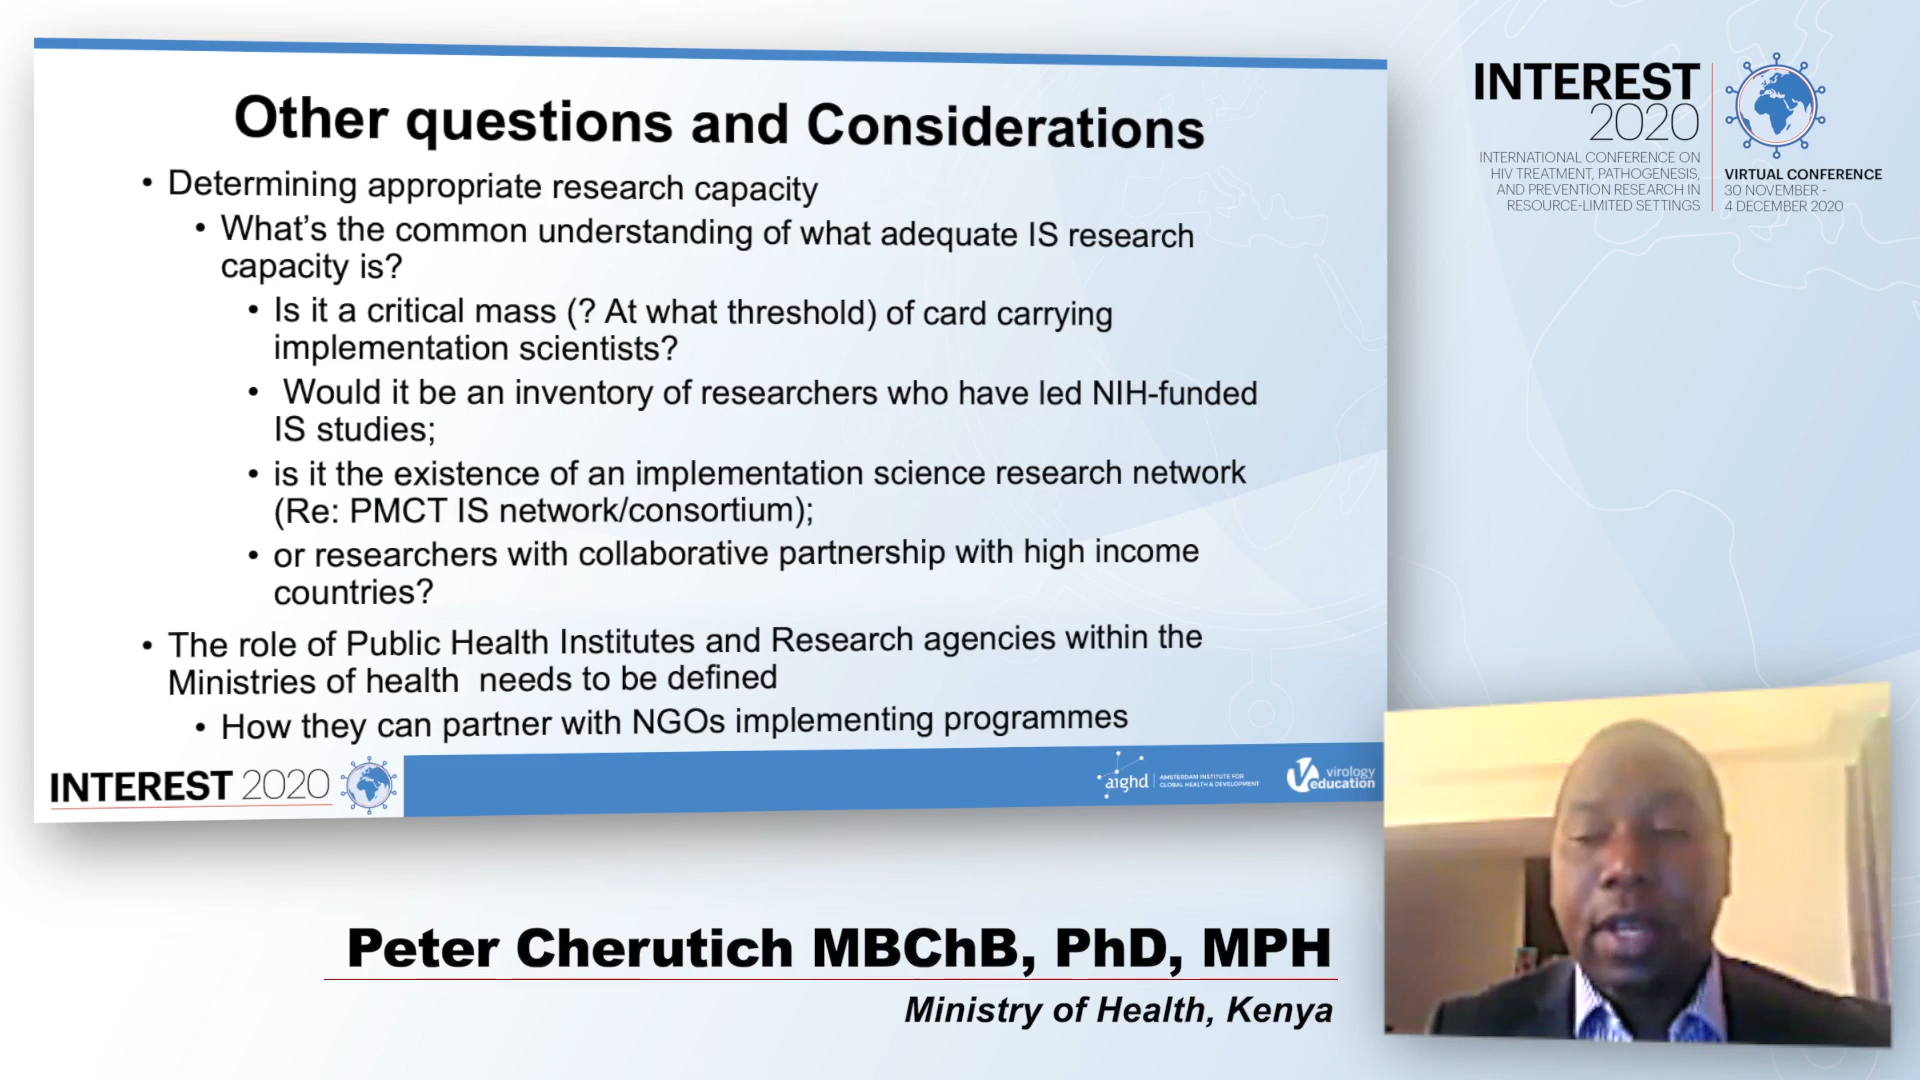 Other questions and Considerations
• Determining appropriate research capacity
• What's the common understanding of what adequate IS research
capacity is?
• Is it a critical mass (? At what threshold) of card carrying
implementation scientists?
• Would it be an inventory of researchers who have led NIH-funded
IS studies;
• is it the existence of an implementation science research network
(Re: PMCT IS network/consortium);
• or researchers with collaborative partnership with high income
countries?
• The role of Public Health Institutes and Research agencies within the
Ministries of health needs to be defined
• How they can partner with NGOs implementing programmes
INTEREST 2020
aighd
AMSTERDAM INSTITUTE FOR
GLOBAL HEALTH & DEVELOPMENT
virology
education
INTEREST
2020
INTERNATIONAL CONFERENCE ON
HIV TREATMENT, PATHOGENESIS,
AND PREVENTION RESEARCH IN
RESOURCE-LIMITED SETTINGS
VIRTUAL CONFERENCE
30 NOVEMBER -
4 DECEMBER 2020
Peter Cherutich MBChB, PhD, MPH
Ministry of Health, Kenya